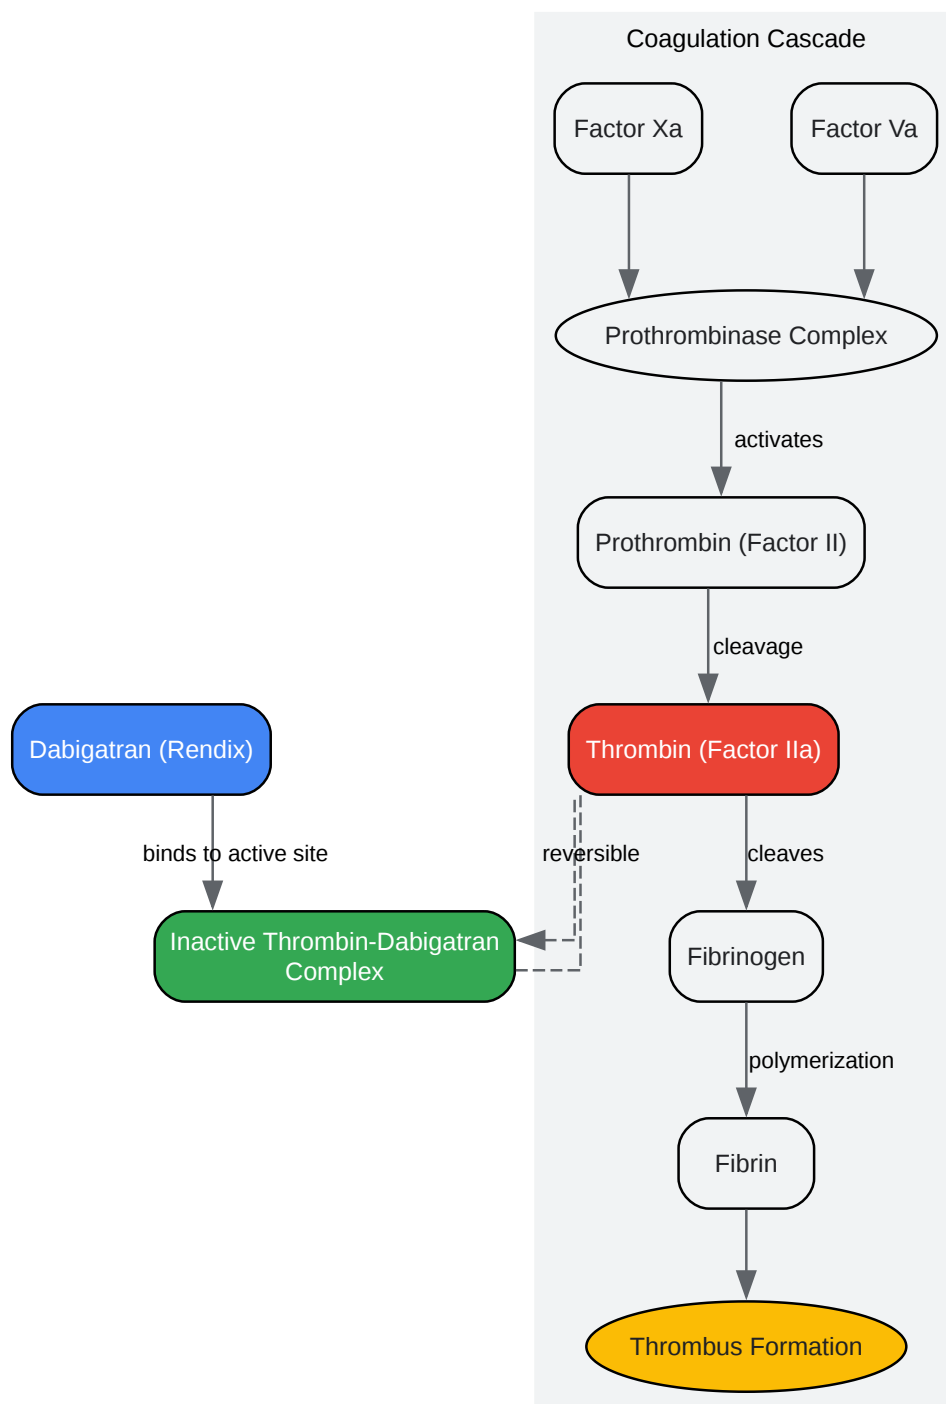 Coagulation Cascade
Factor Xa
Factor Va
Prothrombinase Complex
activates
Prothrombin (Factor II)
cleavage
Dabigatran (Rendix)
Thrombin (Factor IIa)
binds to active site
reversible
cleaves
Inactive Thrombin-Dabigatran
Complex
Fibrinogen
polymerization
Fibrin
Thrombus Formation